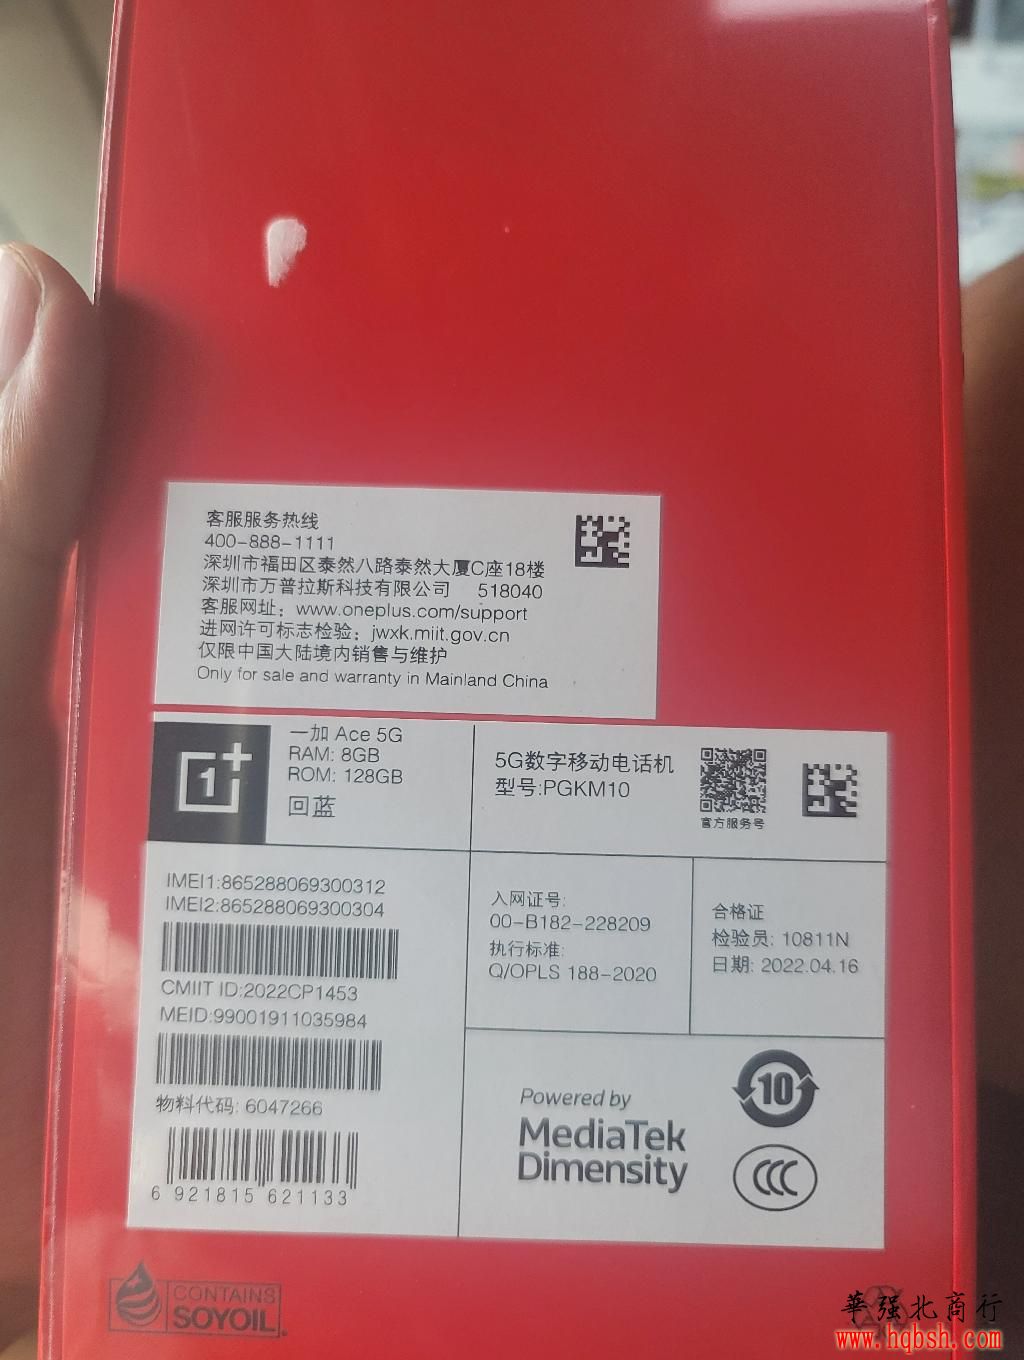 客服服务热线
400-888-1111
深圳市福田区泰然八路泰然大厦C座18楼
深圳市万普拉斯科技有限公司 518040
客服网址：www.oneplus.com/support
进网许可标志检验：jwxk.miit.gov.cn
仅限中国大陆境内销售与维护
Only for sale and warranty in Mainland China
1+
一加 Ace 5G
RAM: 8GB
ROM: 128GB
回蓝
5G数字移动电话机
型号:PGKM10
官方服务号
IMEI1:865288069300312
IMEI2:865288069300304
CMIIT ID:2022CP1453
MEID:99001911035984
物料代码: 6047266
6 921815 621133
入网证号:
00-B182-228209
执行标准:
Q/OPLS 188-2020
合格证
检验员: 10811N
日期: 2022.04.16
Powered by
MediaTek
Dimensity
10
CCC
CONTAINS
SOYOIL
華强北商行
www.hqbsh.com